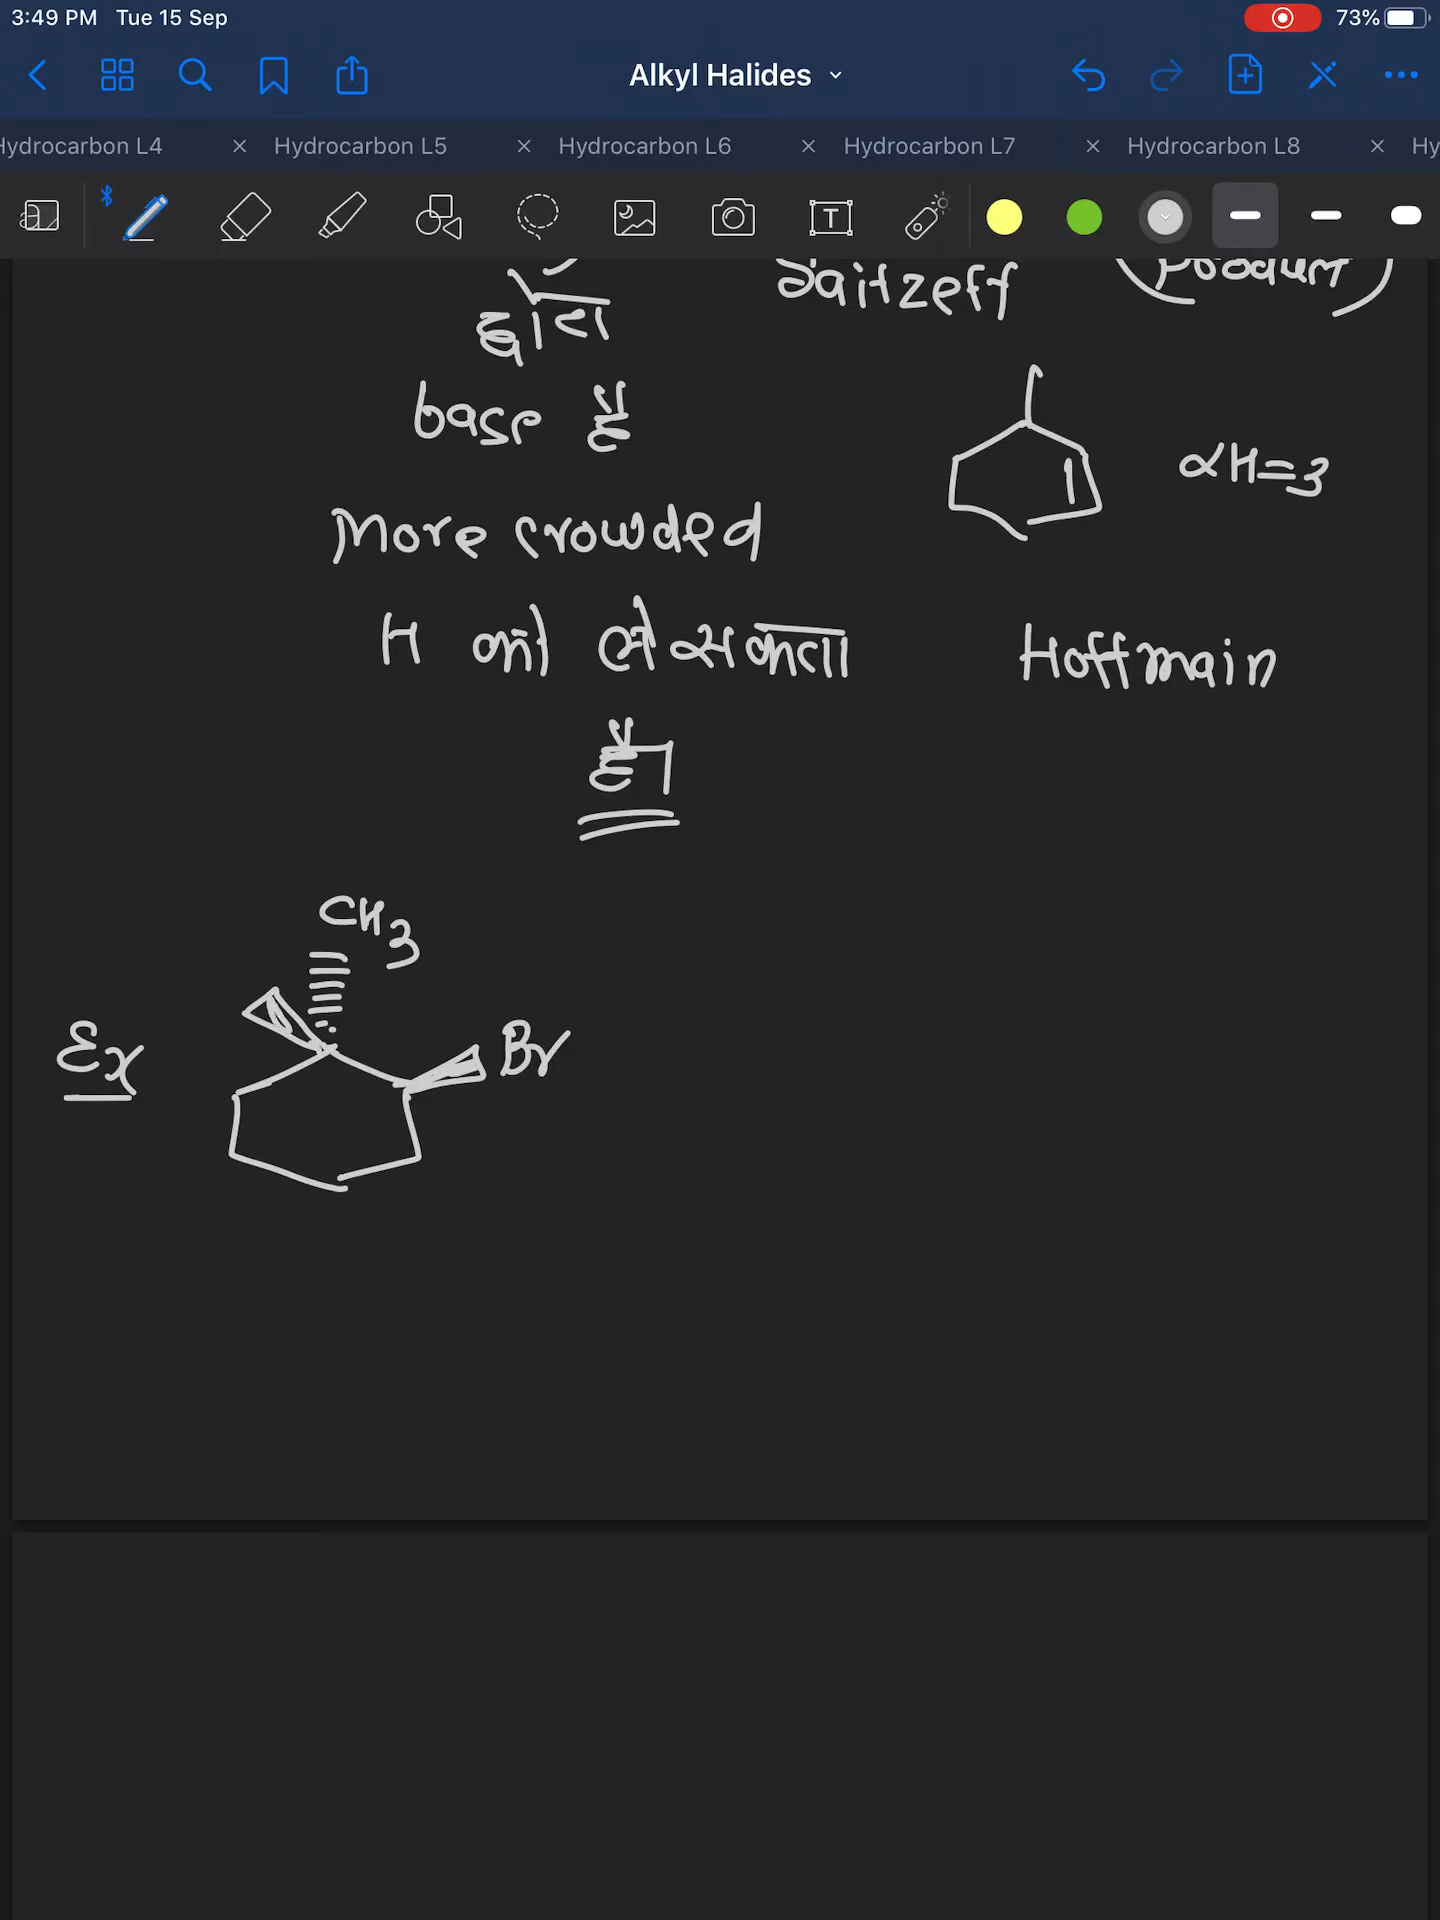 3:49 PM Tue 15 Sep 73%
Alkyl Halides
Hydrocarbon L4 Hydrocarbon L5 Hydrocarbon L6 Hydrocarbon L7 Hydrocarbon L8 Hy
T
द्वारा Saitzeff
base
αH=3
More crowded
H को Hoffmain
CH3
Ex
Br